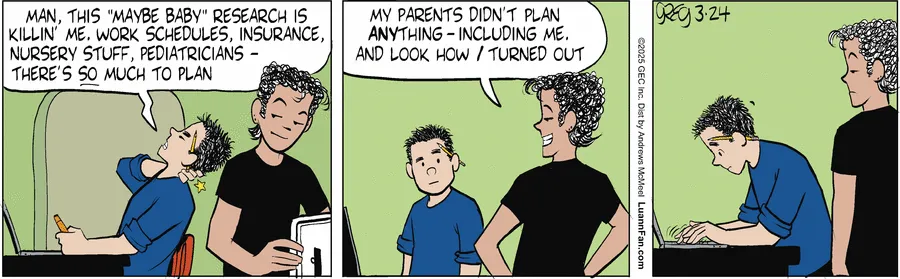 MAN, THIS "MAYBE BABY" RESEARCH IS
KILLIN' ME. WORK SCHEDULES, INSURANCE,
NURSERY STUFF, PEDIATRICIANS –
THERE'S SO MUCH TO PLAN
MY PARENTS DIDN'T PLAN
ANYTHING – INCLUDING ME.
AND LOOK HOW I TURNED OUT
GREG 3-24
©2025 GEC Inc. Dist by Andrews McMeel LuannFan.com